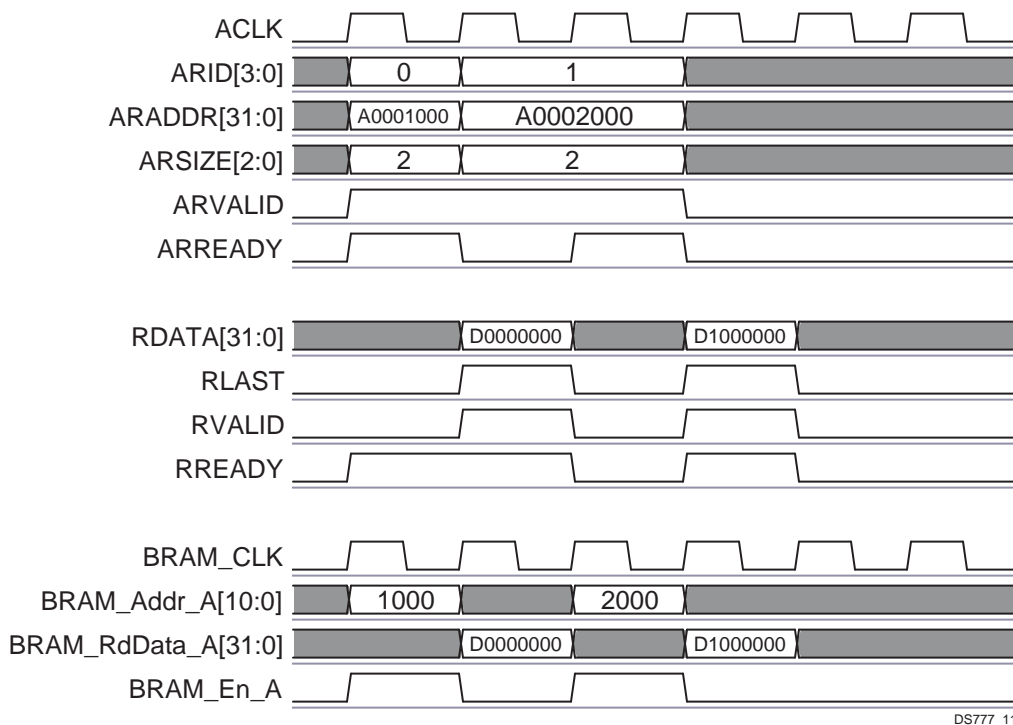 ACLK
ARID[3:0] 0 1
ARADDR[31:0] A0001000 A0002000
ARSIZE[2:0] 2 2
ARVALID
ARREADY
RDATA[31:0] D0000000 D1000000
RLAST
RVALID
RREADY
BRAM_CLK
BRAM_Addr_A[10:0] 1000 2000
BRAM_RdData_A[31:0] D0000000 D1000000
BRAM_En_A
DS777_11